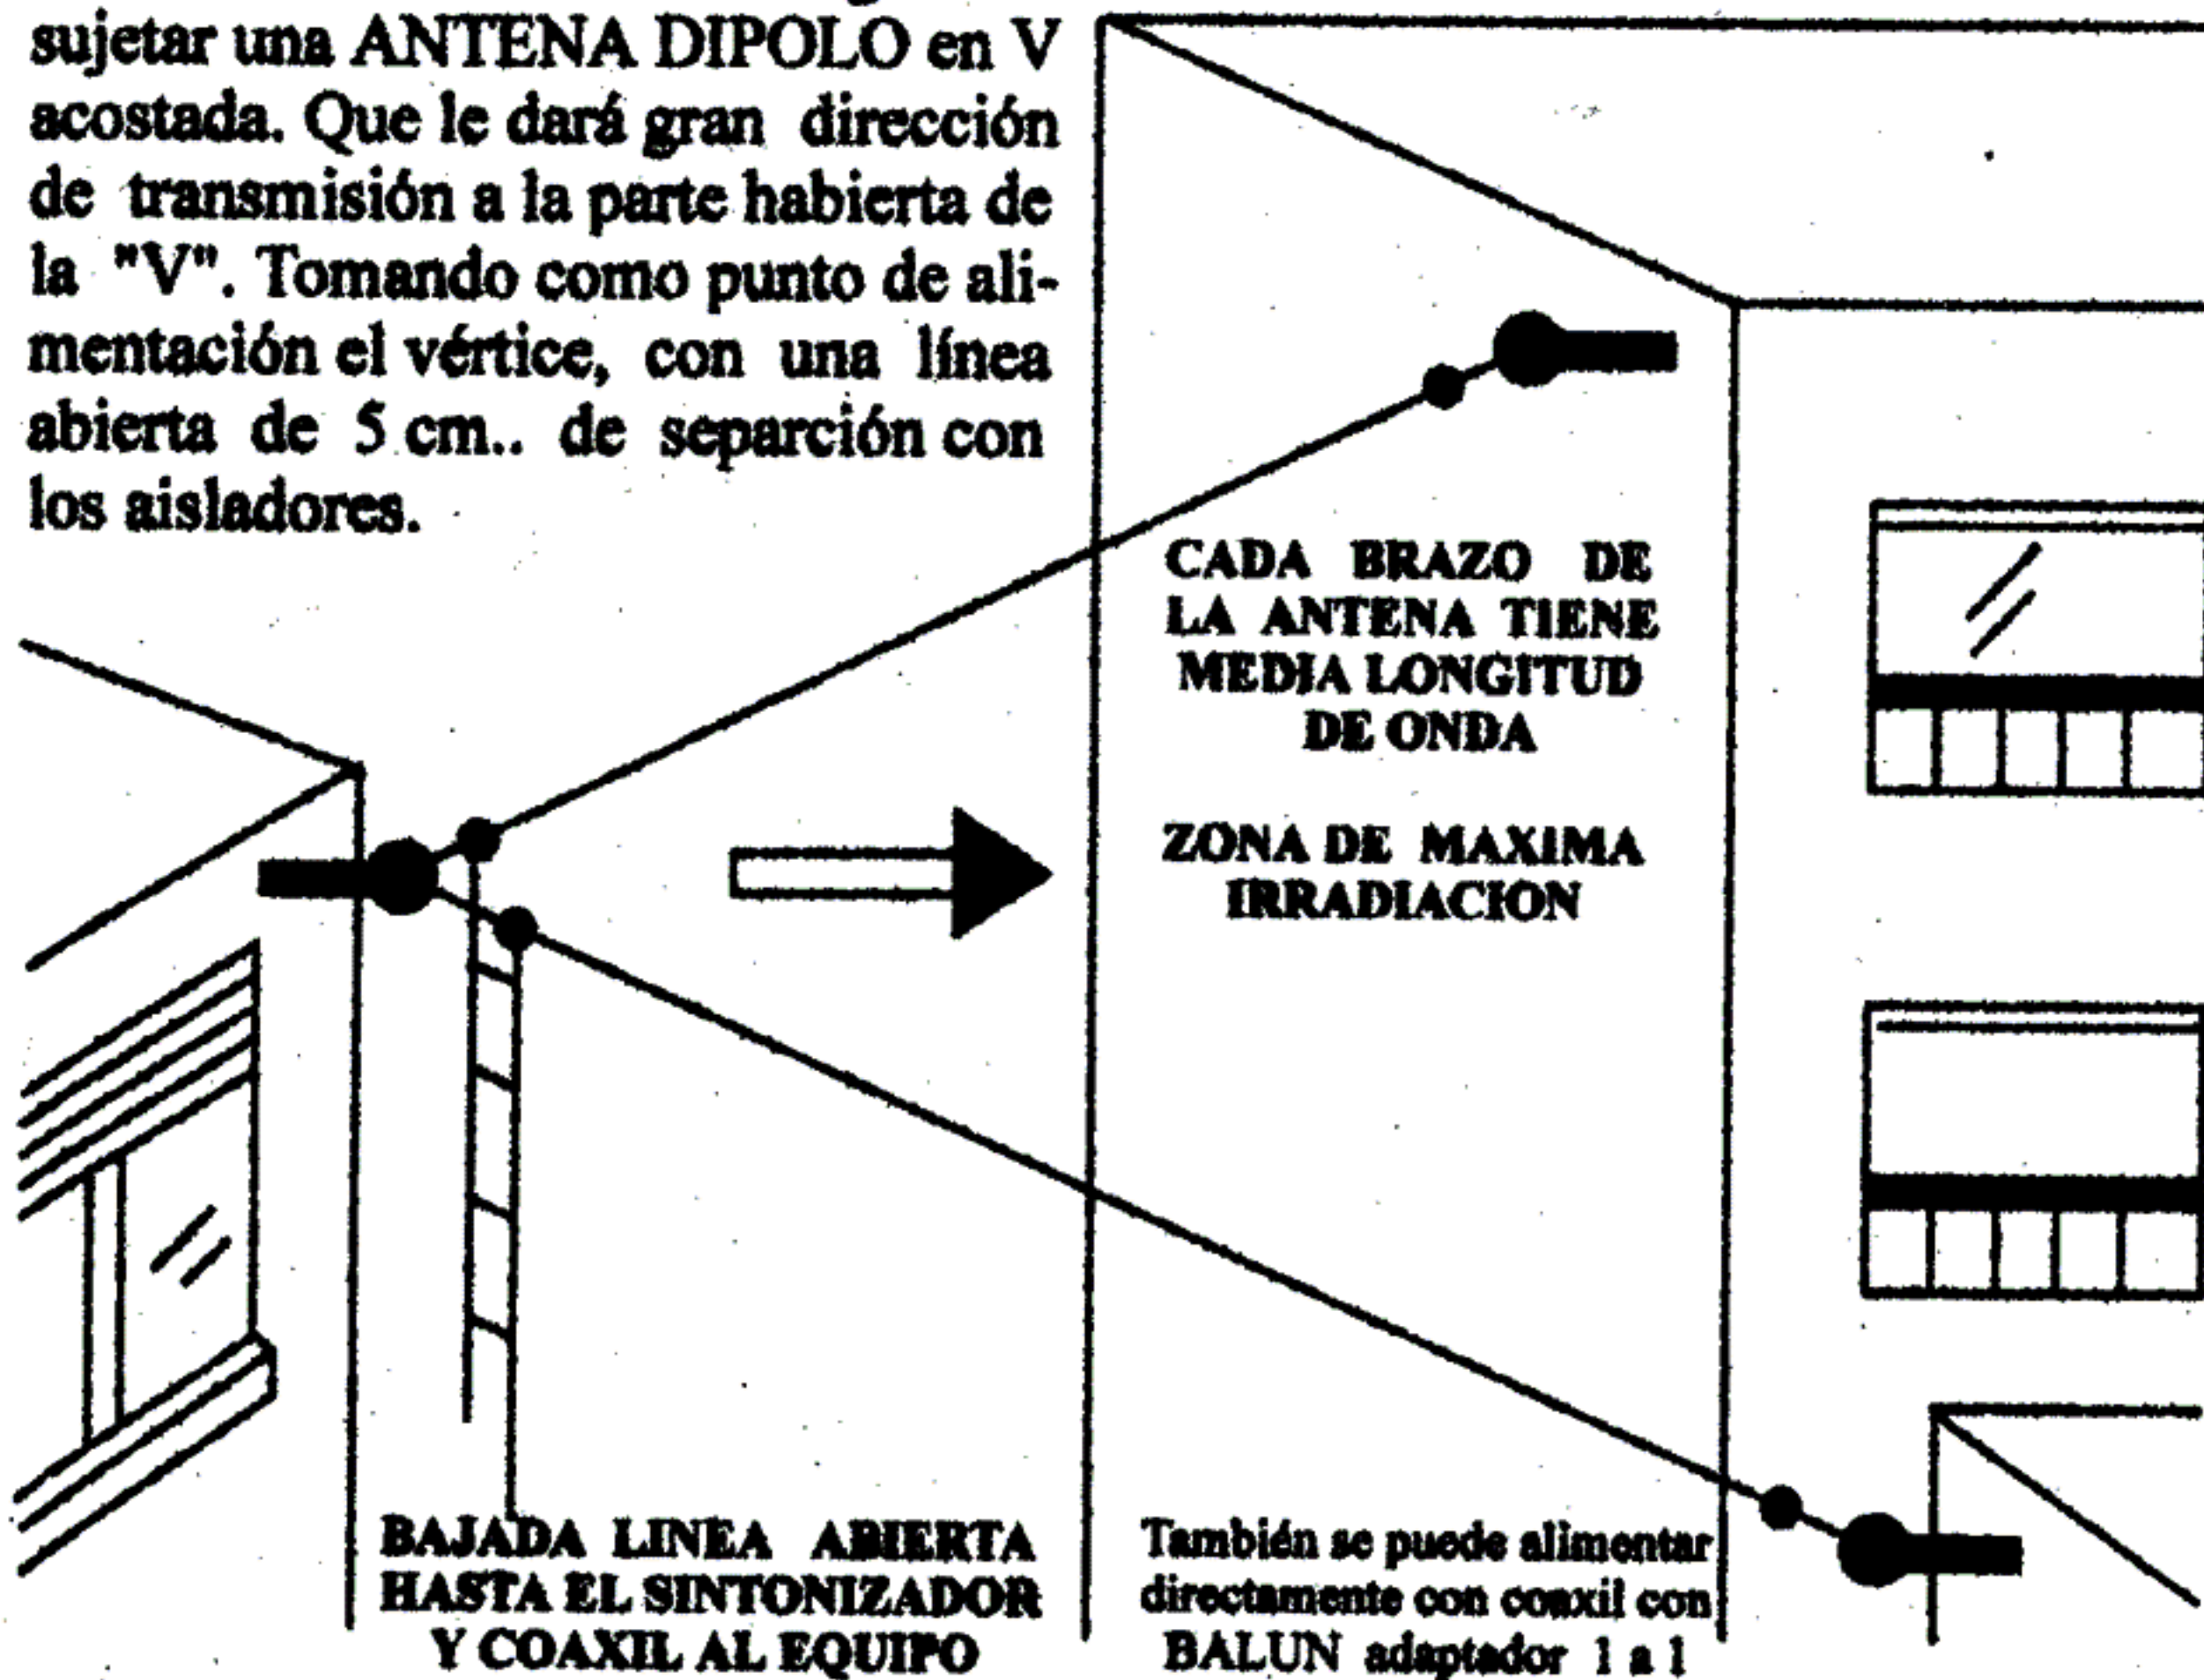 sujetar una ANTENA DIPOLO en V
acostada. Que le dará gran dirección
de transmisión a la parte habierta de
la "V". Tomando como punto de ali-
mentación el vértice, con una línea
abierta de 5 cm.. de separción con
los aisladores.
CADA BRAZO DE
LA ANTENA TIENE
MEDIA LONGITUD
DE ONDA
ZONA DE MAXIMA
IRRADIACION
BAJADA LINEA ABIERTA
HASTA EL SINTONIZADOR
Y COAXIL AL EQUIPO
También se puede alimentar
directamente con coaxil con
BALUN adaptador 1 a 1